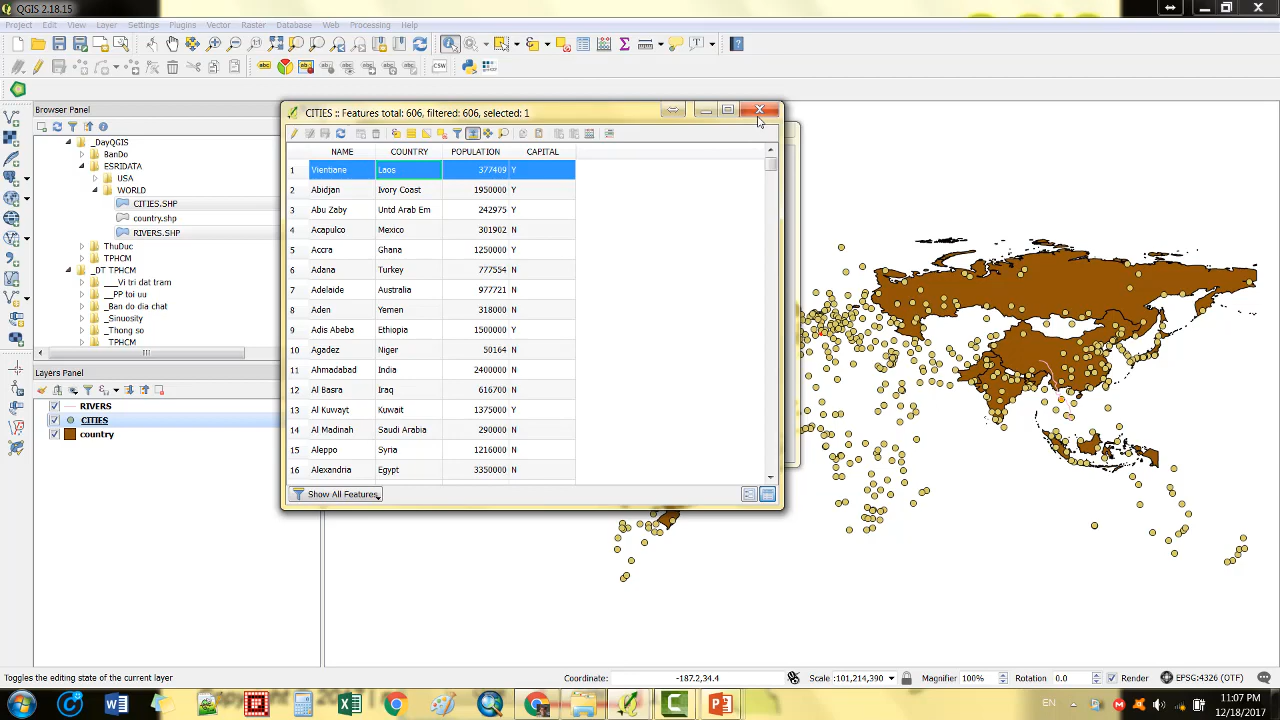 QGIS 2.18.15
Project Edit View Layer Settings Plugins Vector Raster Database Web Processing Help
Browser Panel
_DayQGIS
BanDo
ESRIDATA
USA
WORLD
CITIES.SHP
country.shp
RIVERS.SHP
ThuDuc
TPHCM
_DT TPHCM
___Vi tri dat tram
__PP toi uu
_Ban do dia chat
_Sinuosity
_Thong so
_TPHCM
Layers Panel
RIVERS
CITIES
country
CITIES :: Features total: 606, filtered: 606, selected: 1
NAME COUNTRY POPULATION CAPITAL
1 Vientiane Laos 377409 Y
2 Abidjan Ivory Coast 1950000 Y
3 Abu Zaby Untd Arab Em 242975 Y
4 Acapulco Mexico 301902 N
5 Accra Ghana 1250000 Y
6 Adana Turkey 777554 N
7 Adelaide Australia 977721 N
8 Aden Yemen 318000 N
9 Adis Abeba Ethiopia 1500000 Y
10 Agadez Niger 50164 N
11 Ahmadabad India 2400000 N
12 Al Basra Iraq 616700 N
13 Al Kuwayt Kuwait 1375000 Y
14 Al Madinah Saudi Arabia 290000 N
15 Aleppo Syria 1216000 N
16 Alexandria Egypt 3350000 N
Show All Features
Toggles the editing state of the current layer
Coordinate: -187.2,34.4 Scale :101,214,390 Magnifier 100% Rotation 0.0 Render EPSG:4326 (OTF)
EN 11:07 PM
12/18/2017